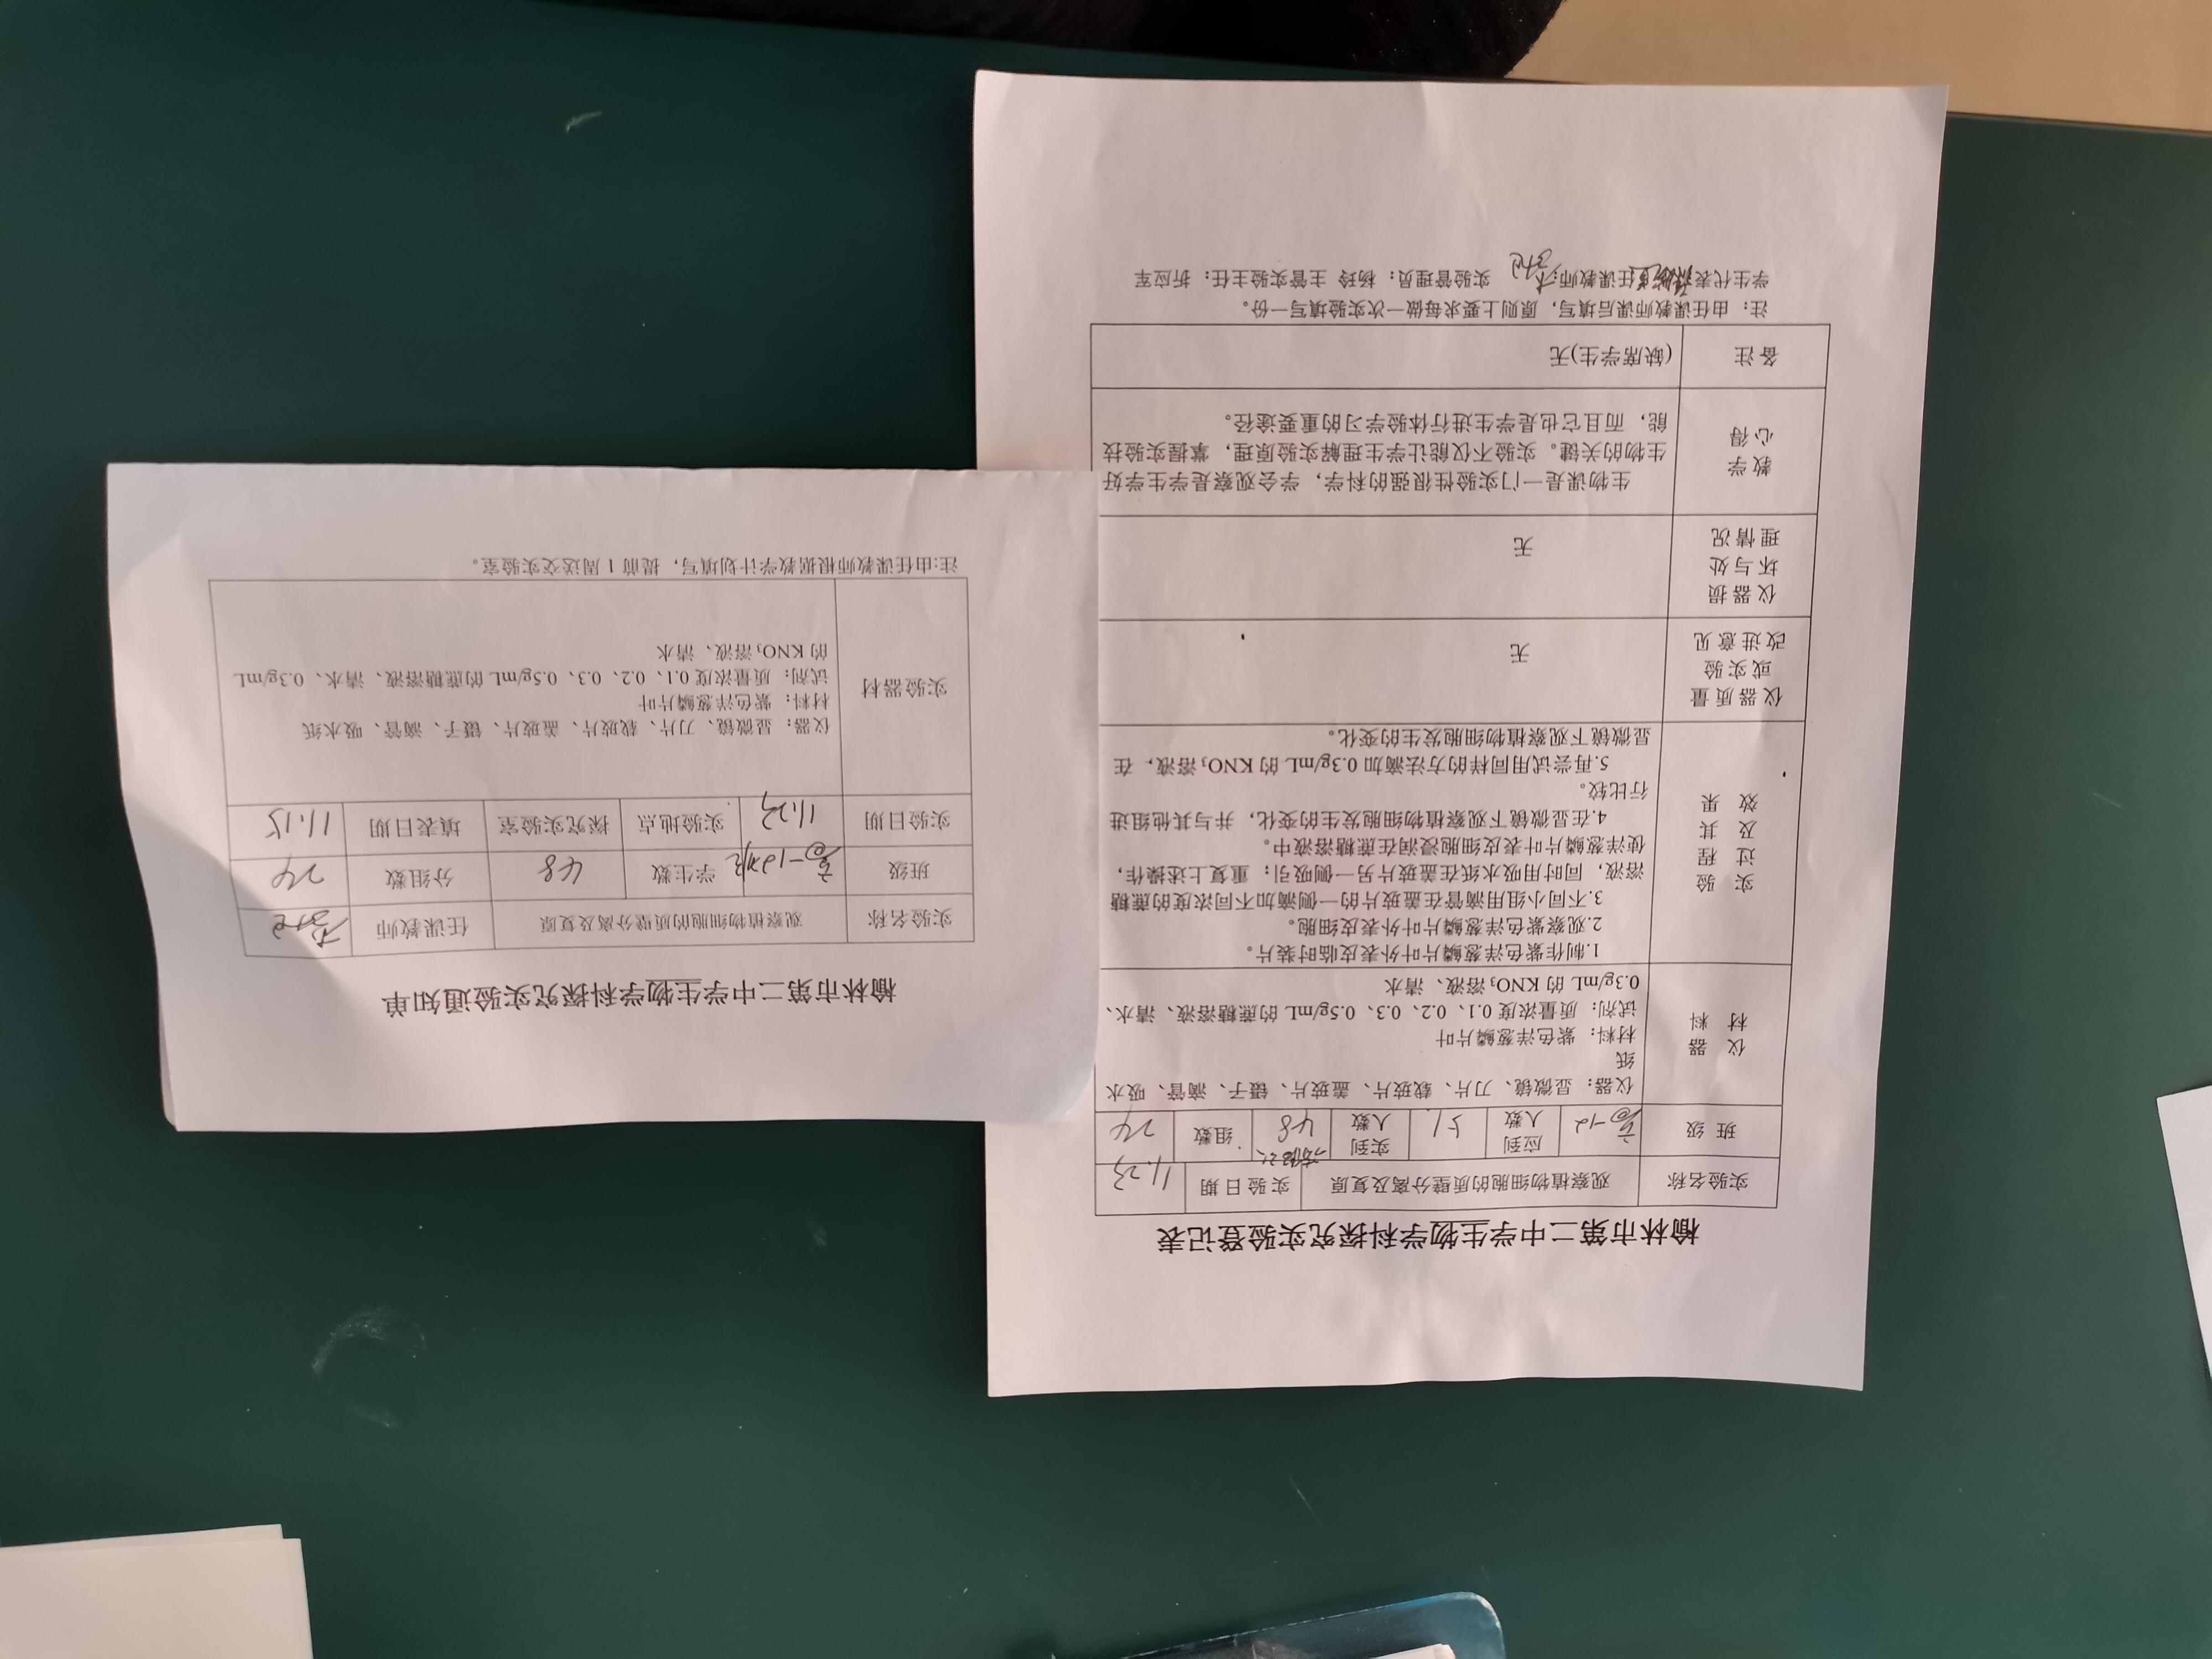 榆林市第二中学生物学科探究实验登记表
实验名称 观察植物细胞的质壁分离及复原 实验日期 11.23
班级 高一12 应到人数 51 实到人数 48 组数 24
仪器材料
仪器：显微镜、刀片、载玻片、盖玻片、镊子、滴管、吸水
纸
材料：紫色洋葱鳞片叶
试剂：质量浓度 0.1、0.2、0.3、0.5g/mL 的蔗糖溶液、清水、
0.3g/mL 的 KNO₃ 溶液、清水
实验过程及其效果
1.制作紫色洋葱鳞片叶外表皮临时装片。
2.观察紫色洋葱鳞片叶外表皮细胞。
3.不同小组用滴管在盖玻片的一侧滴加不同浓度的蔗糖
溶液，同时用吸水纸在盖玻片另一侧吸引；重复上述操作，
使洋葱鳞片叶表皮细胞浸润在蔗糖溶液中。
4.在显微镜下观察植物细胞发生的变化，并与其他组进
行比较。
5.再尝试用同样的方法滴加 0.3g/mL 的 KNO₃ 溶液，在
显微镜下观察植物细胞发生的变化。
仪器质量或实验改进意见 无
仪器损坏与处理情况 无
教学心得
生物课是一门实验性很强的科学，学会观察是学生学好
生物的关键。实验不仅能让学生理解实验原理，掌握实验技
能，而且它也是学生进行体验学习的重要途径。
备注 (缺席学生)无
注：由任课教师课后填写，原则上要求每做一次实验填写一份。
学生代表 任课教师： 实验管理员：杨玲 主管实验主任：折应军
榆林市第二中学生物学科探究实验通知单
实验名称 观察植物细胞的质壁分离及复原 任课教师
班级 高一12班 学生数 48 分组数 24
实验日期 11.23 实验地点 探究实验室 填表日期 11.15
实验器材
仪器：显微镜、刀片、载玻片、盖玻片、镊子、滴管、吸水纸
材料：紫色洋葱鳞片叶
试剂：质量浓度 0.1、0.2、0.3、0.5g/mL 的蔗糖溶液、清水、0.3g/mL
的 KNO₃ 溶液、清水
注:由任课教师根据教学计划填写，提前 1 周送交实验室。